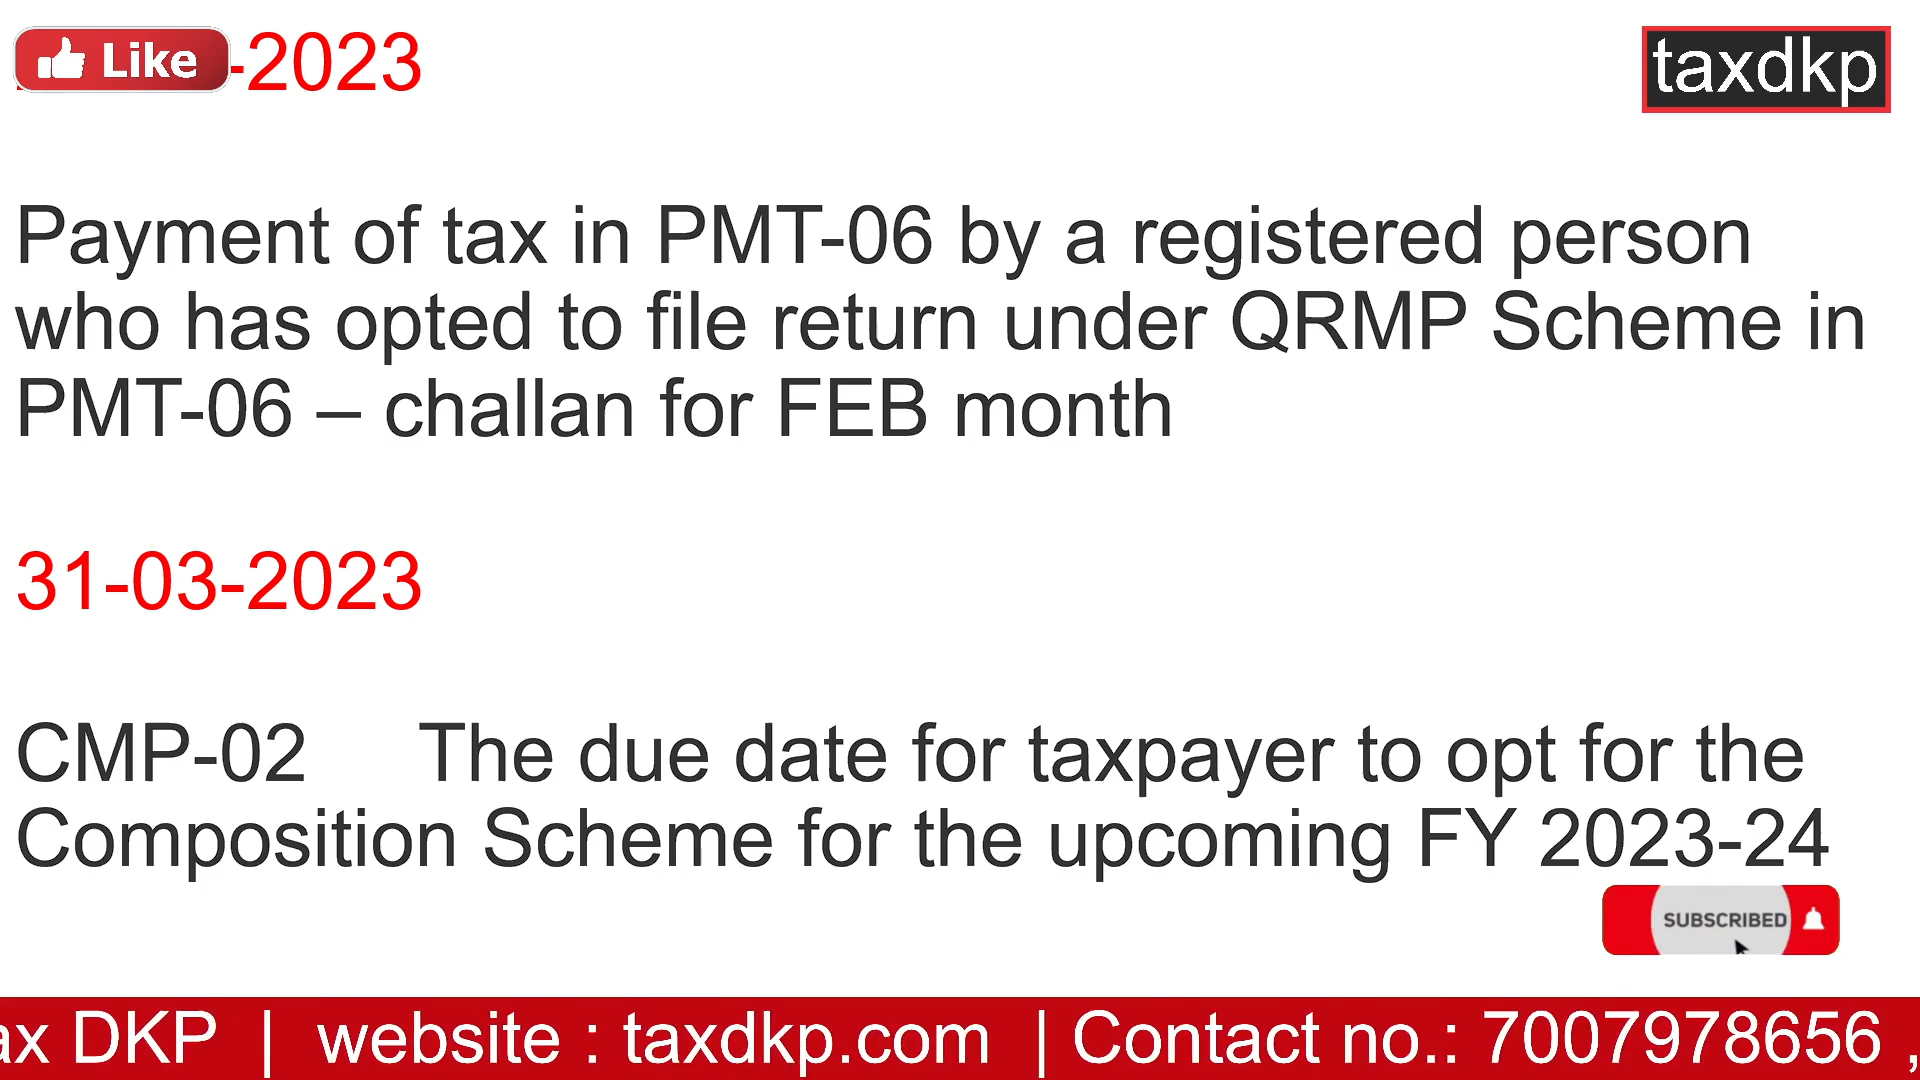 Like -2023
taxdkp
Payment of tax in PMT-06 by a registered person
who has opted to file return under QRMP Scheme in
PMT-06 – challan for FEB month
31-03-2023
CMP-02 The due date for taxpayer to opt for the
Composition Scheme for the upcoming FY 2023-24
SUBSCRIBED
ax DKP | website : taxdkp.com | Contact no.: 7007978656 ,